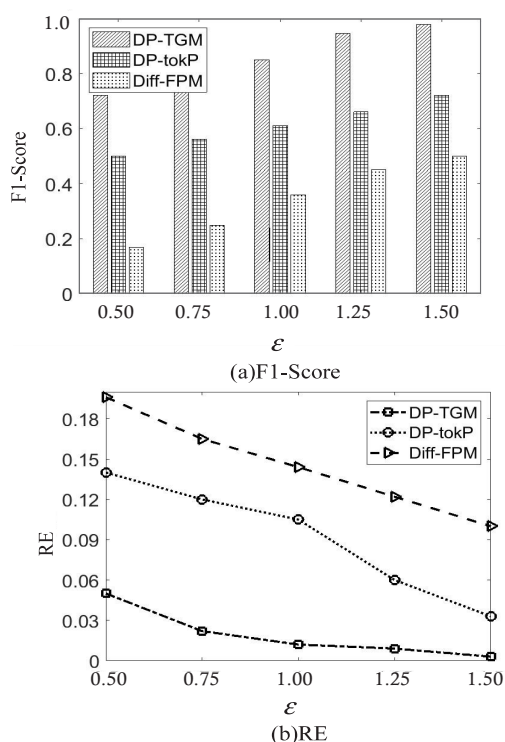 1.0
0.8
0.6
0.4
0.2
0
F1-Score
DP-TGM
DP-tokP
Diff-FPM
0.50 0.75 1.00 1.25 1.50
ε
(a)F1-Score
0.18
0.15
0.12
0.09
0.06
0.03
0
RE
DP-TGM
DP-tokP
Diff-FPM
0.50 0.75 1.00 1.25 1.50
ε
(b)RE